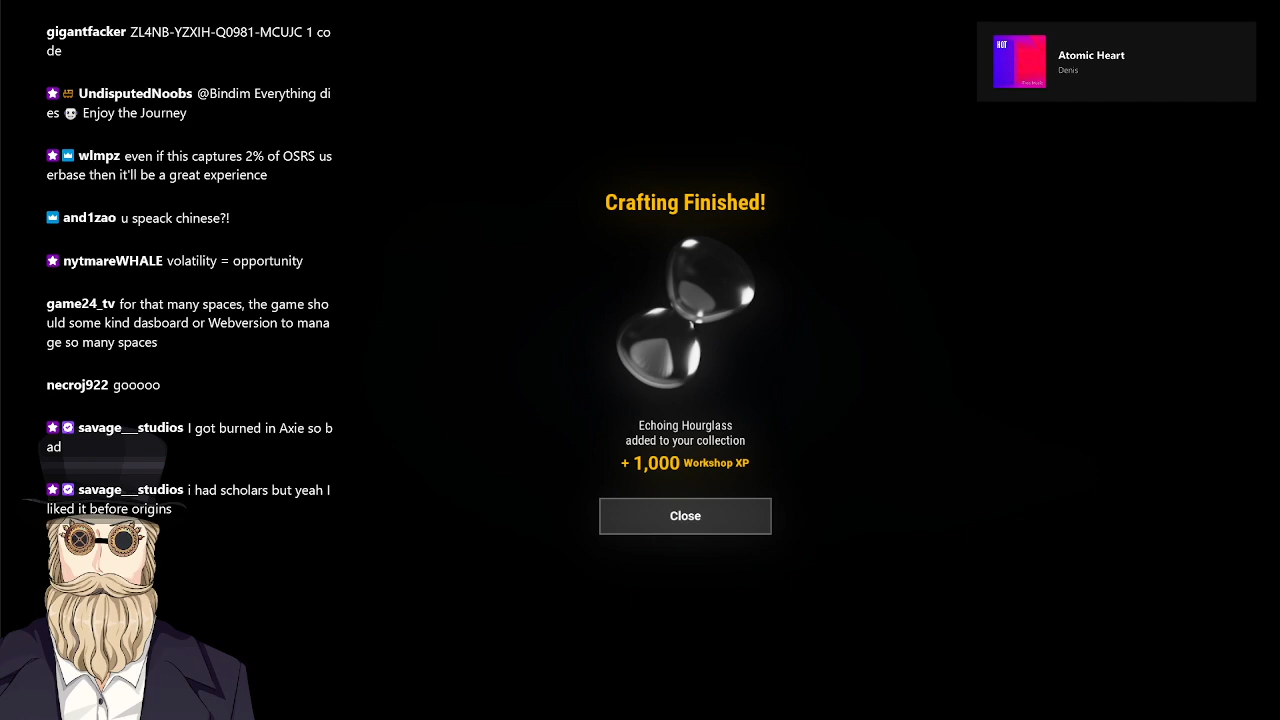 gigantfacker ZL4NB-YZXIH-Q0981-MCUJC 1 co
de
UndisputedNoobs @Bindim Everything di
es Enjoy the Journey
wlmpz even if this captures 2% of OSRS us
erbase then it'll be a great experience
and1zao u speack chinese?!
nytmareWHALE volatility = opportunity
game24_tv for that many spaces, the game sho
uld some kind dasboard or Webversion to mana
ge so many spaces
necroj922 gooooo
savage__studios I got burned in Axie so b
ad
savage__studios i had scholars but yeah I
liked it before origins
Crafting Finished!
Echoing Hourglass
added to your collection
+ 1,000 Workshop XP
Close
HOT
Atomic Heart
Denis